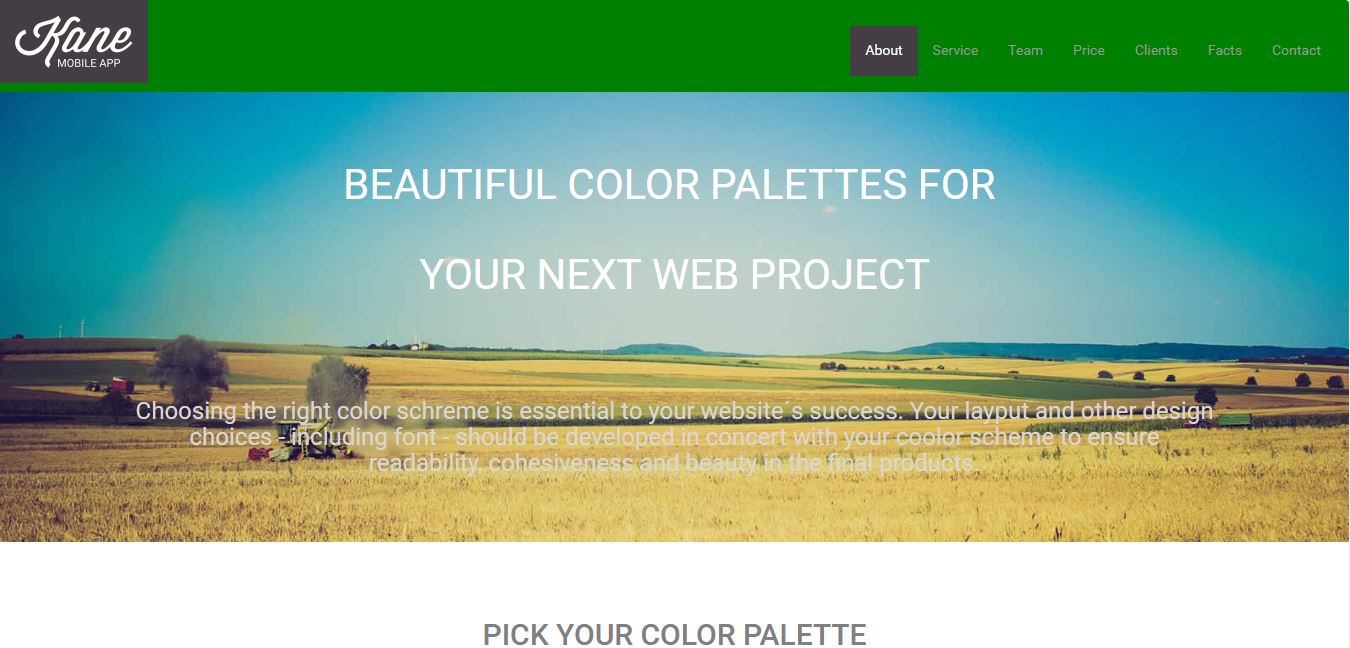 Kane
MOBILE APP
About Service Team Price Clients Facts Contact
BEAUTIFUL COLOR PALETTES FOR
YOUR NEXT WEB PROJECT
Choosing the right color schreme is essential to your website´s success. Your layput and other design
choices - including font - should be developed in concert with your coolor scheme to ensure
readability, cohesiveness and beauty in the final products.
PICK YOUR COLOR PALETTE